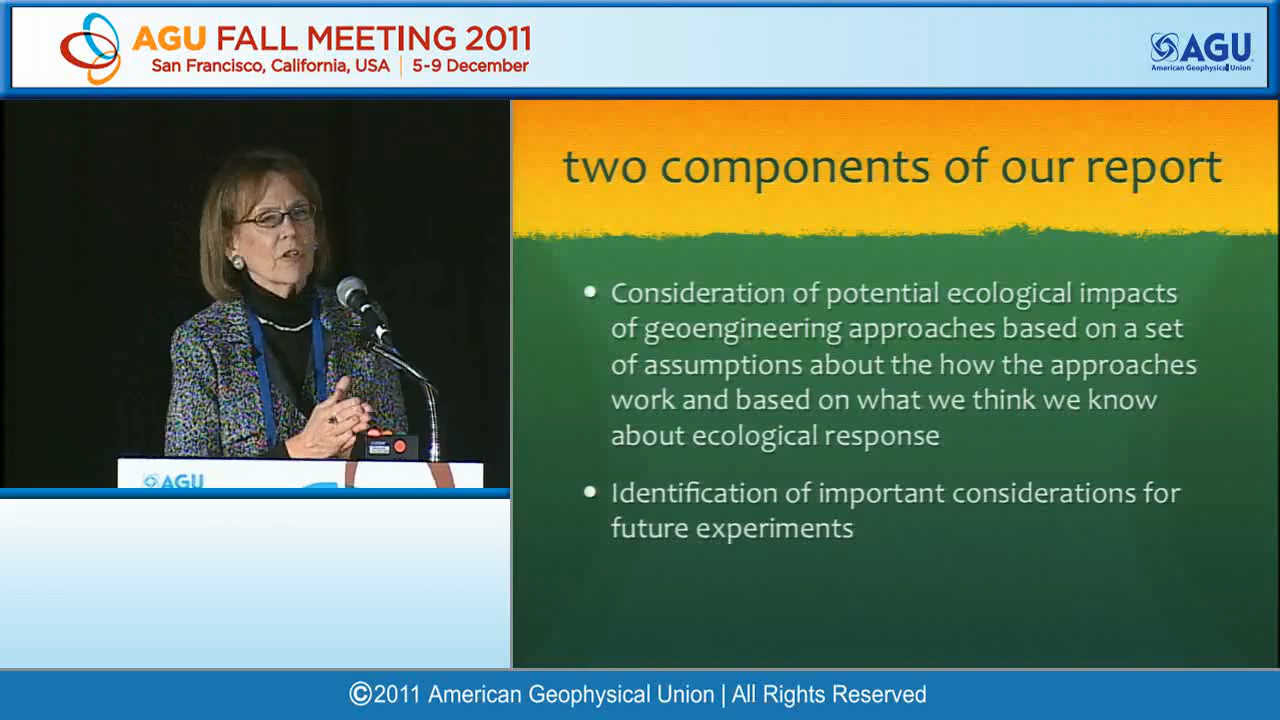 AGU FALL MEETING 2011
San Francisco, California, USA | 5-9 December
AGU
American Geophysical Union
two components of our report
• Consideration of potential ecological impacts
of geoengineering approaches based on a set
of assumptions about the how the approaches
work and based on what we think we know
about ecological response
• Identification of important considerations for
future experiments
AGU
©2011 American Geophysical Union | All Rights Reserved